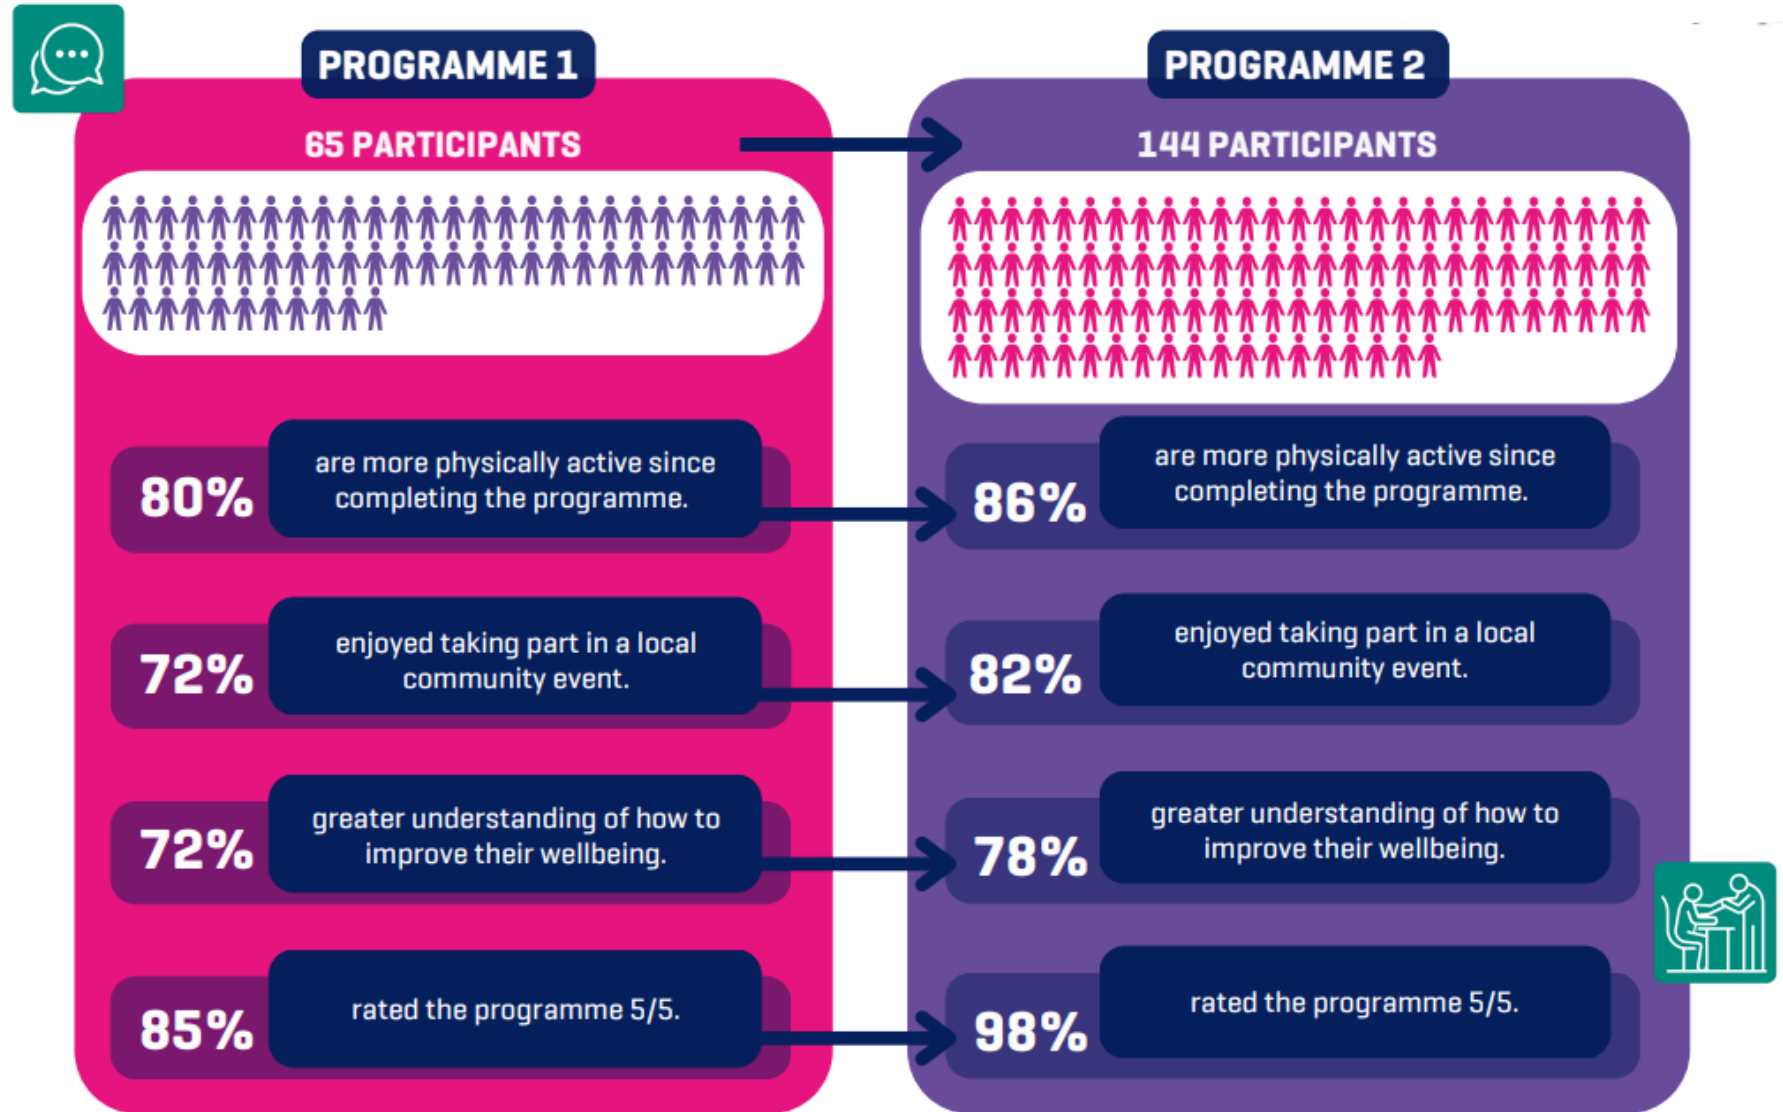 PROGRAMME 1
65 PARTICIPANTS
80%
are more physically active since
completing the programme.
72%
enjoyed taking part in a local
community event.
72%
greater understanding of how to
improve their wellbeing.
85%
rated the programme 5/5.
PROGRAMME 2
144 PARTICIPANTS
86%
are more physically active since
completing the programme.
82%
enjoyed taking part in a local
community event.
78%
greater understanding of how to
improve their wellbeing.
98%
rated the programme 5/5.